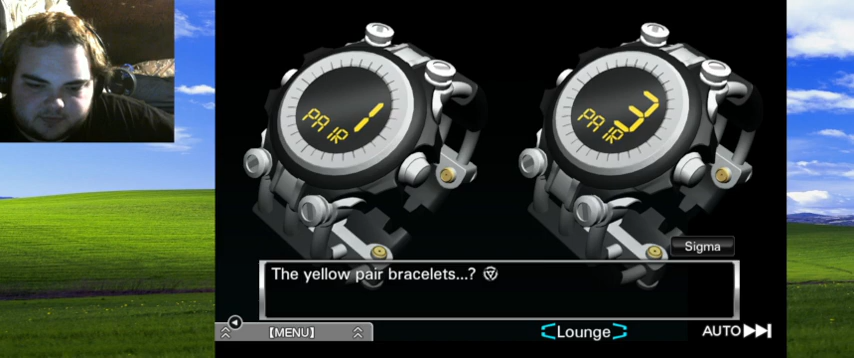 PAIR 1
PAIR 3
Sigma
The yellow pair bracelets...?
【MENU】
Lounge
AUTO